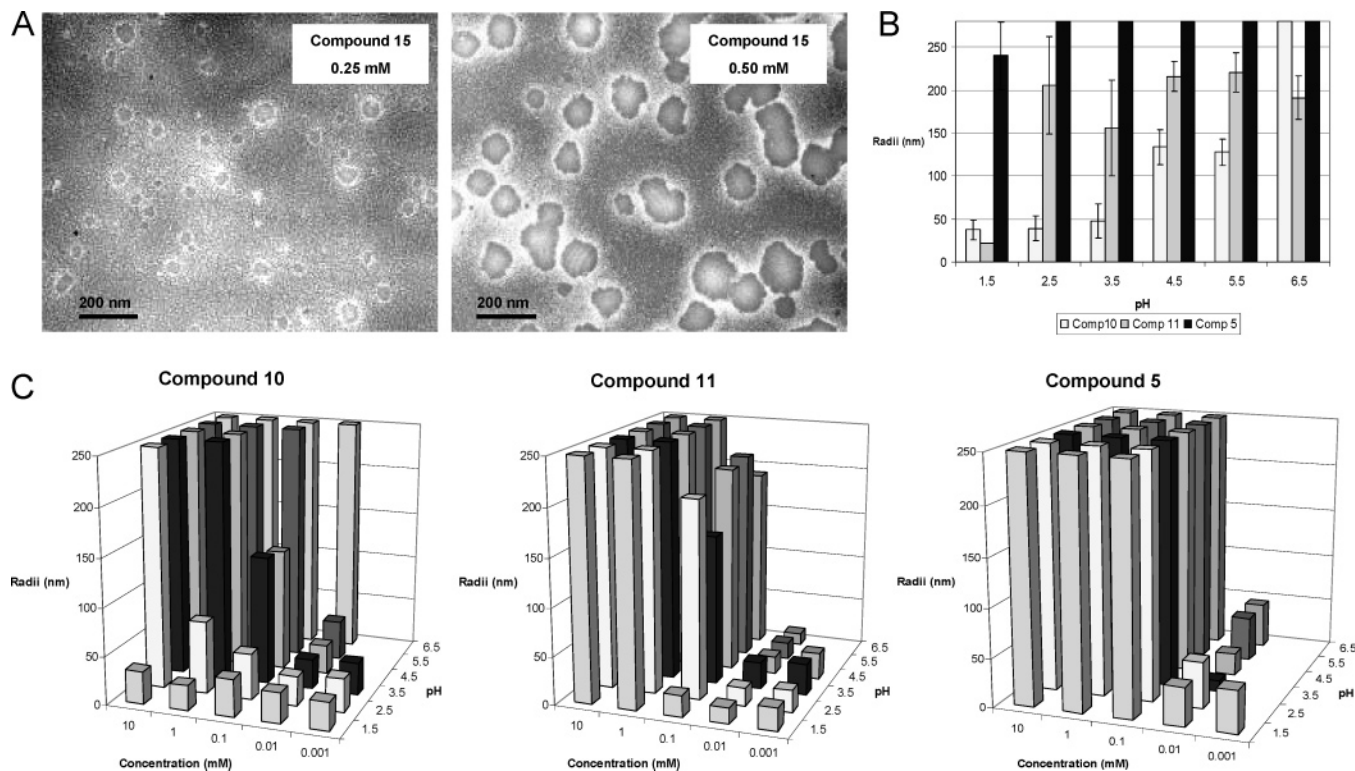 A
Compound 15
0.25 mM
200 nm
Compound 15
0.50 mM
200 nm
B
250
200
150
100
50
0
Radii (nm)
1.5 2.5 3.5 4.5 5.5 6.5
pH
Comp10 Comp 11 Comp 5
C
Compound 10
250
200
150
100
50
0
Radii (nm)
10 1 0.1 0.01 0.001
Concentration (mM)
6.5
5.5
4.5
3.5
2.5
1.5
pH
Compound 11
250
200
150
100
50
0
Radii (nm)
10 1 0.1 0.01 0.001
Concentration (mM)
6.5
5.5
4.5
3.5
2.5
1.5
pH
Compound 5
250
200
150
100
50
0
Radii (nm)
10 1 0.1 0.01 0.001
Concentration (mM)
6.5
5.5
4.5
3.5
2.5
1.5
pH